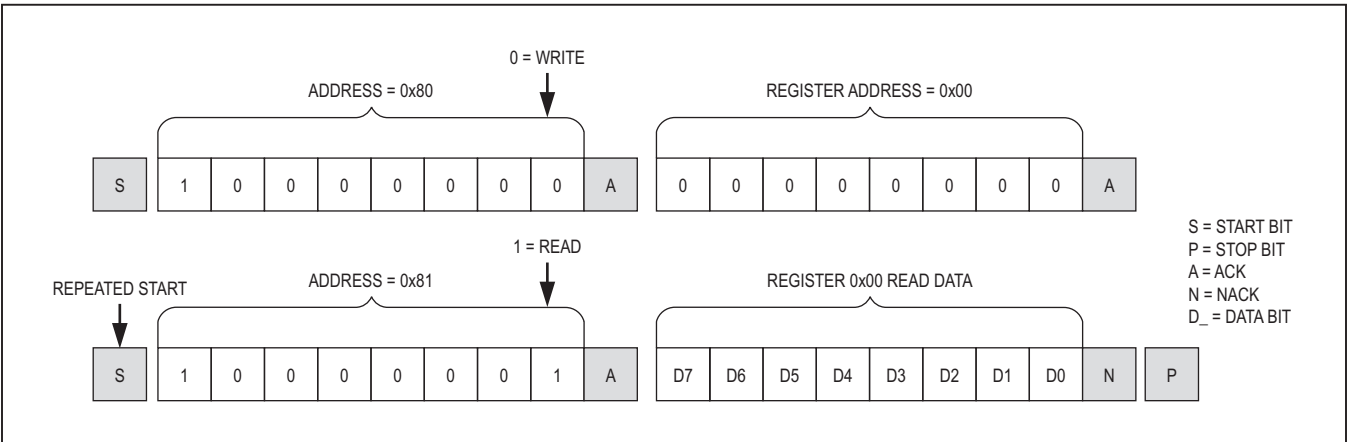 0 = WRITE
ADDRESS = 0x80 REGISTER ADDRESS = 0x00
S 1 0 0 0 0 0 0 0 A 0 0 0 0 0 0 0 0 A
S = START BIT
P = STOP BIT
A = ACK
N = NACK
D_ = DATA BIT
1 = READ
REPEATED START ADDRESS = 0x81 REGISTER 0x00 READ DATA
S 1 0 0 0 0 0 0 1 A D7 D6 D5 D4 D3 D2 D1 D0 N P